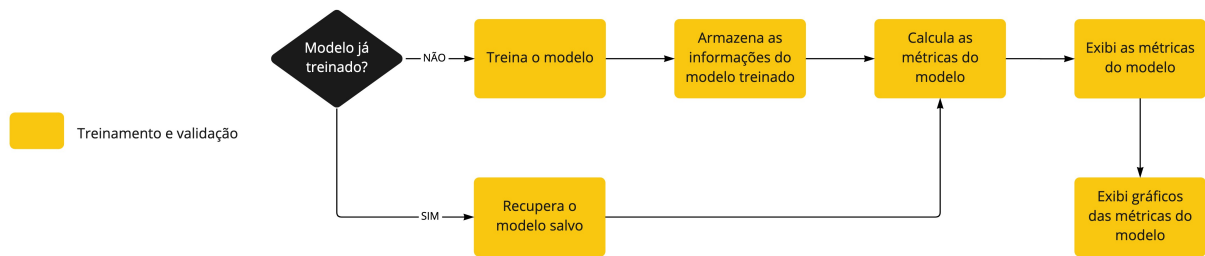 Modelo já
treinado?
NÃO
Treina o modelo
Armazena as
informações do
modelo treinado
Calcula as
métricas do
modelo
Exibi as métricas
do modelo
Treinamento e validação
SIM
Recupera o
modelo salvo
Exibi gráficos
das métricas do
modelo